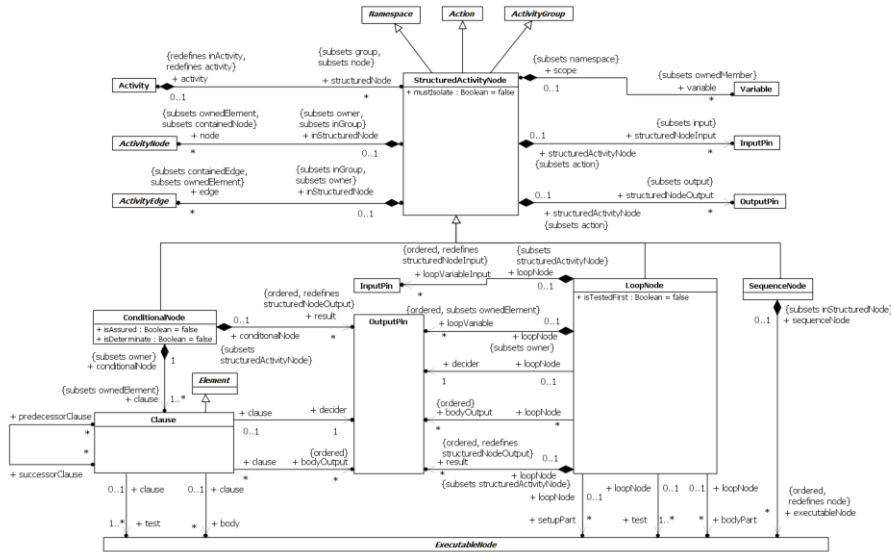 Namespace
Action
ActivityGroup
{redefines inActivity,
redefines activity}
+ activity
0..1
Activity
{subsets group,
subsets node}
+ structuredNode
*
StructuredActivityNode
+ mustIsolate : Boolean = false
{subsets namespace}
+ scope
0..1
{subsets ownedMember}
+ variable
*
Variable
{subsets ownedElement,
subsets containedNode}
+ node
*
ActivityNode
{subsets owner,
subsets inGroup}
+ inStructuredNode
0..1
0..1
{subsets input}
+ structuredNodeInput
+ structuredActivityNode
*
{subsets action}
InputPin
{subsets containedEdge,
subsets ownedElement}
+ edge
*
ActivityEdge
{subsets inGroup,
subsets owner}
+ inStructuredNode
0..1
{subsets output}
0..1
+ structuredNodeOutput
+ structuredActivityNode
*
{subsets action}
OutputPin
{ordered, redefines
structuredNodeInput}
+ loopVariableInput
*
InputPin
{subsets
structuredActivityNode}
+ loopNode
0..1
LoopNode
+ isTestedFirst : Boolean = false
SequenceNode
{subsets inStructuredNode}
0..1
+ sequenceNode
ConditionalNode
+ isAssured : Boolean = false
+ isDeterminate : Boolean = false
{ordered, redefines
structuredNodeOutput}
0..1
+ result
+ conditionalNode
*
{subsets
structuredActivityNode}
OutputPin
{ordered, subsets ownedElement}
+ loopVariable
0..1
*
+ loopNode
{subsets owner}
+ decider
+ loopNode
1
0..1
{ordered}
+ bodyOutput
+ loopNode
*
*
{ordered, redefines
structuredNodeOutput}
+ result
0..1
*
+ loopNode
{subsets structuredActivityNode}
{subsets owner}
+ conditionalNode
1
{subsets ownedElement}
+ clause
1..*
Element
Clause
+ predecessorClause
*
*
+ successorClause
+ clause
+ decider
0..1
1
{ordered}
+ clause
+ bodyOutput
*
*
0..1
+ clause
0..1
+ clause
1..*
+ test
*
+ body
+ loopNode
0..1
0..1
+ loopNode
0..1
+ loopNode
+ setupPart
*
+ test
1..*
*
+ bodyPart
{ordered,
redefines node}
*
+ executableNode
ExecutableNode